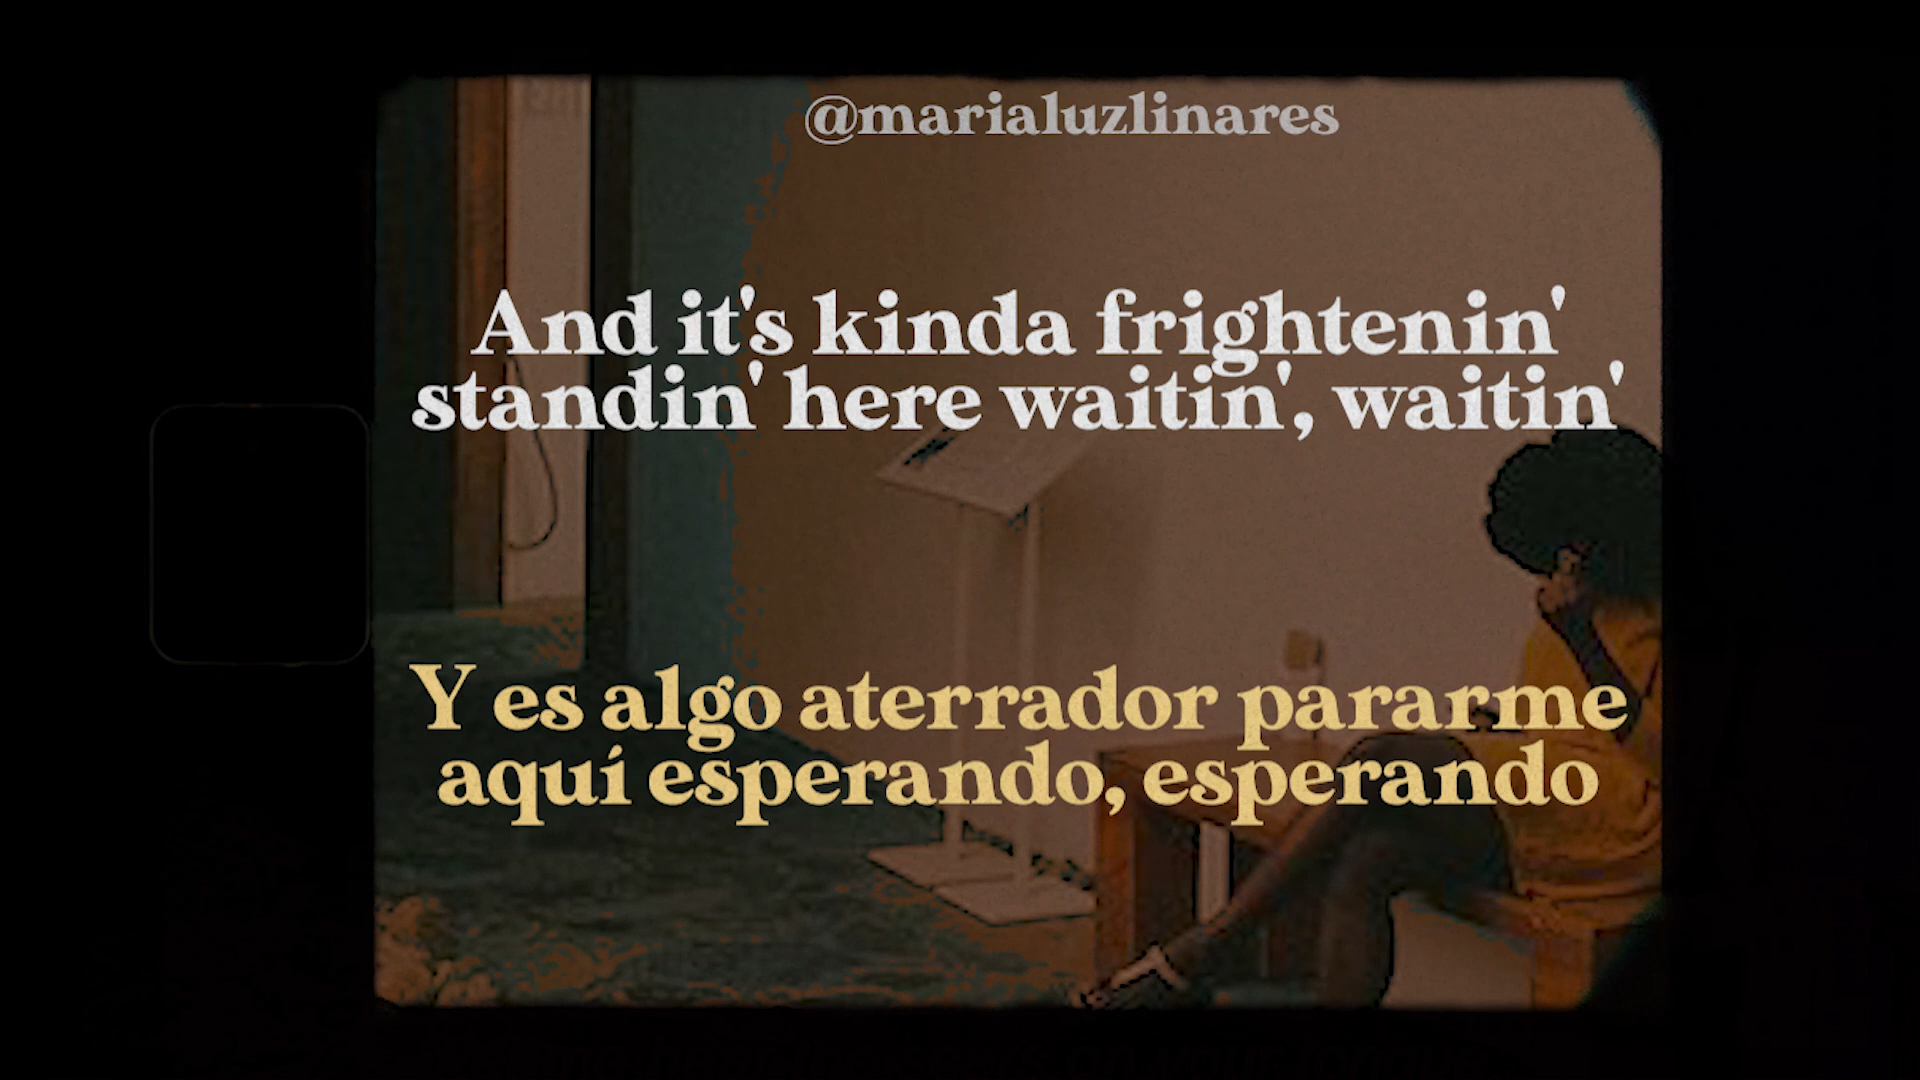 @marialuzlinares
And it's kinda frightenin'
standin' here waitin', waitin'
Y es algo aterrador pararme
aquí esperando, esperando